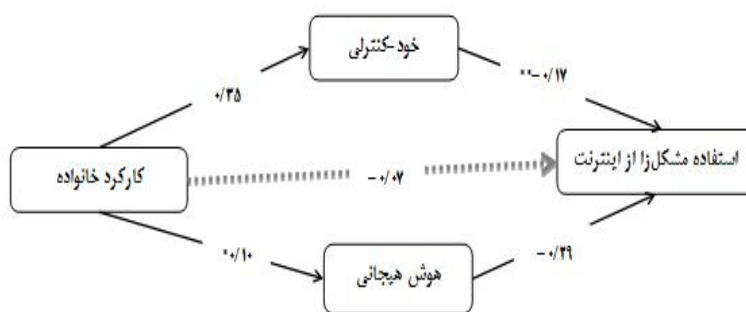 خود-کنترلی
۰/۳۵
**-۰/۱۷
کارکرد خانواده
-۰/۰۷
استفاده مشکل‌زا از اینترنت
*۰/۱۰
هوش هیجانی
-۰/۳۹